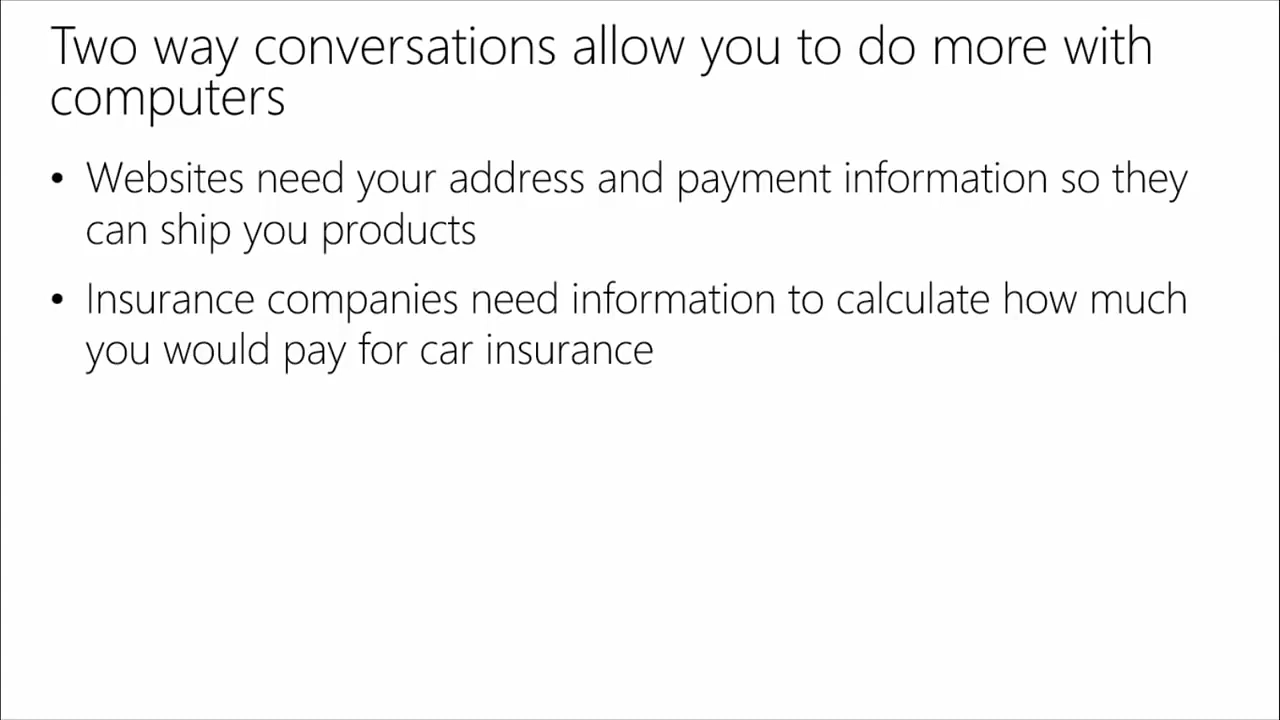 Two way conversations allow you to do more with
computers
• Websites need your address and payment information so they
can ship you products
• Insurance companies need information to calculate how much
you would pay for car insurance